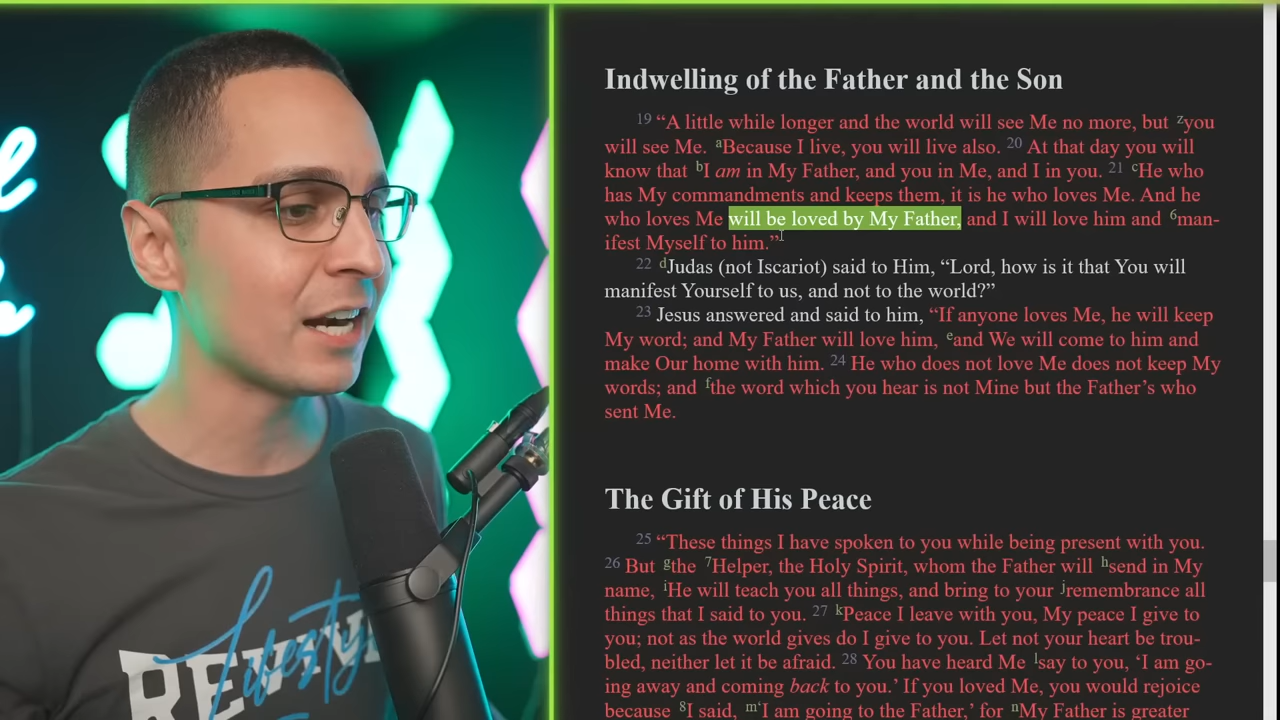 Indwelling of the Father and the Son
19 “A little while longer and the world will see Me no more, but zyou
will see Me. aBecause I live, you will live also. 20 At that day you will
know that bI am in My Father, and you in Me, and I in you. 21 cHe who
has My commandments and keeps them, it is he who loves Me. And he
who loves Me will be loved by My Father, and I will love him and 6man-
ifest Myself to him.”
22 dJudas (not Iscariot) said to Him, “Lord, how is it that You will
manifest Yourself to us, and not to the world?”
23 Jesus answered and said to him, “If anyone loves Me, he will keep
My word; and My Father will love him, eand We will come to him and
make Our home with him. 24 He who does not love Me does not keep My
words; and fthe word which you hear is not Mine but the Father’s who
sent Me.
The Gift of His Peace
25 “These things I have spoken to you while being present with you.
26 But gthe 7Helper, the Holy Spirit, whom the Father will hsend in My
name, iHe will teach you all things, and bring to your jremembrance all
things that I said to you. 27 kPeace I leave with you, My peace I give to
you; not as the world gives do I give to you. Let not your heart be trou-
bled, neither let it be afraid. 28 You have heard Me lsay to you, ‘I am go-
ing away and coming back to you.’ If you loved Me, you would rejoice
because 8I said, m‘I am going to the Father,’ for nMy Father is greater